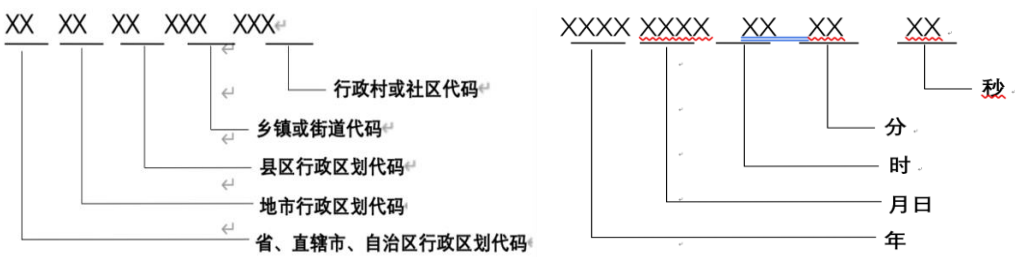 XX XX XX XXX XXX
行政村或社区代码
乡镇或街道代码
县区行政区划代码
地市行政区划代码
省、直辖市、自治区行政区划代码
XXXX XXXX XX XX XX
秒
分
时
月日
年